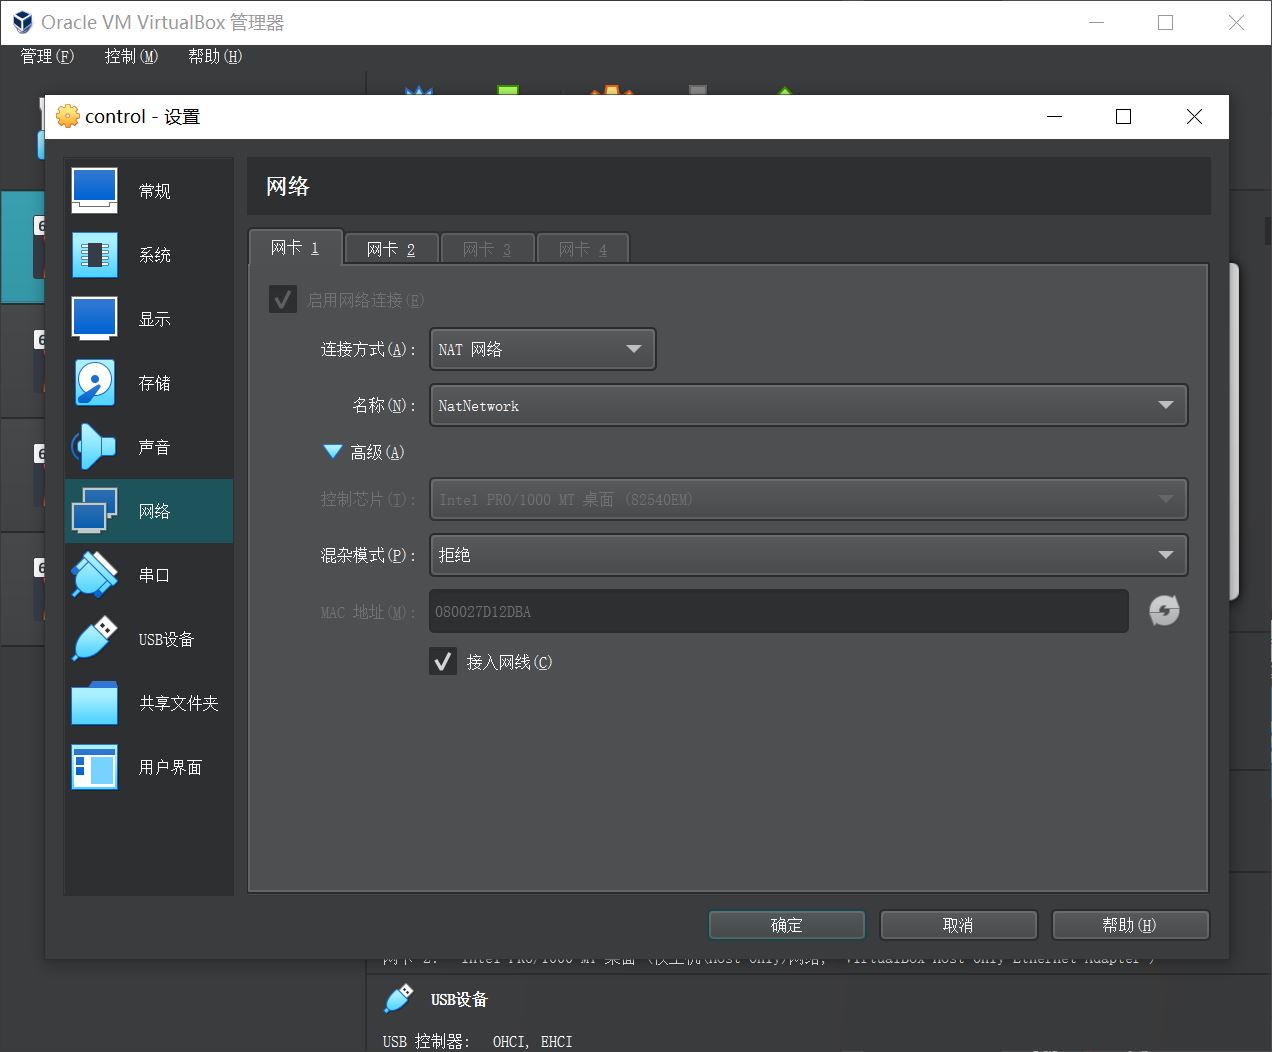 Oracle VM VirtualBox 管理器
管理(F) 控制(M) 帮助(H)
control - 设置
常规
系统
显示
存储
声音
网络
串口
USB设备
共享文件夹
用户界面
网络
网卡 1 网卡 2 网卡 3 网卡 4
启用网络连接(E)
连接方式(A): NAT 网络
名称(N): NatNetwork
高级(A)
控制芯片(T): Intel PRO/1000 MT 桌面 (82540EM)
混杂模式(P): 拒绝
MAC 地址(M): 080027D12DBA
接入网线(C)
确定 取消 帮助(H)
网卡 2: Intel PRO/1000 MT 桌面 (仅主机(Host-Only)网络, 'VirtualBox Host-Only Ethernet Adapter')
USB设备
USB 控制器: OHCI, EHCI